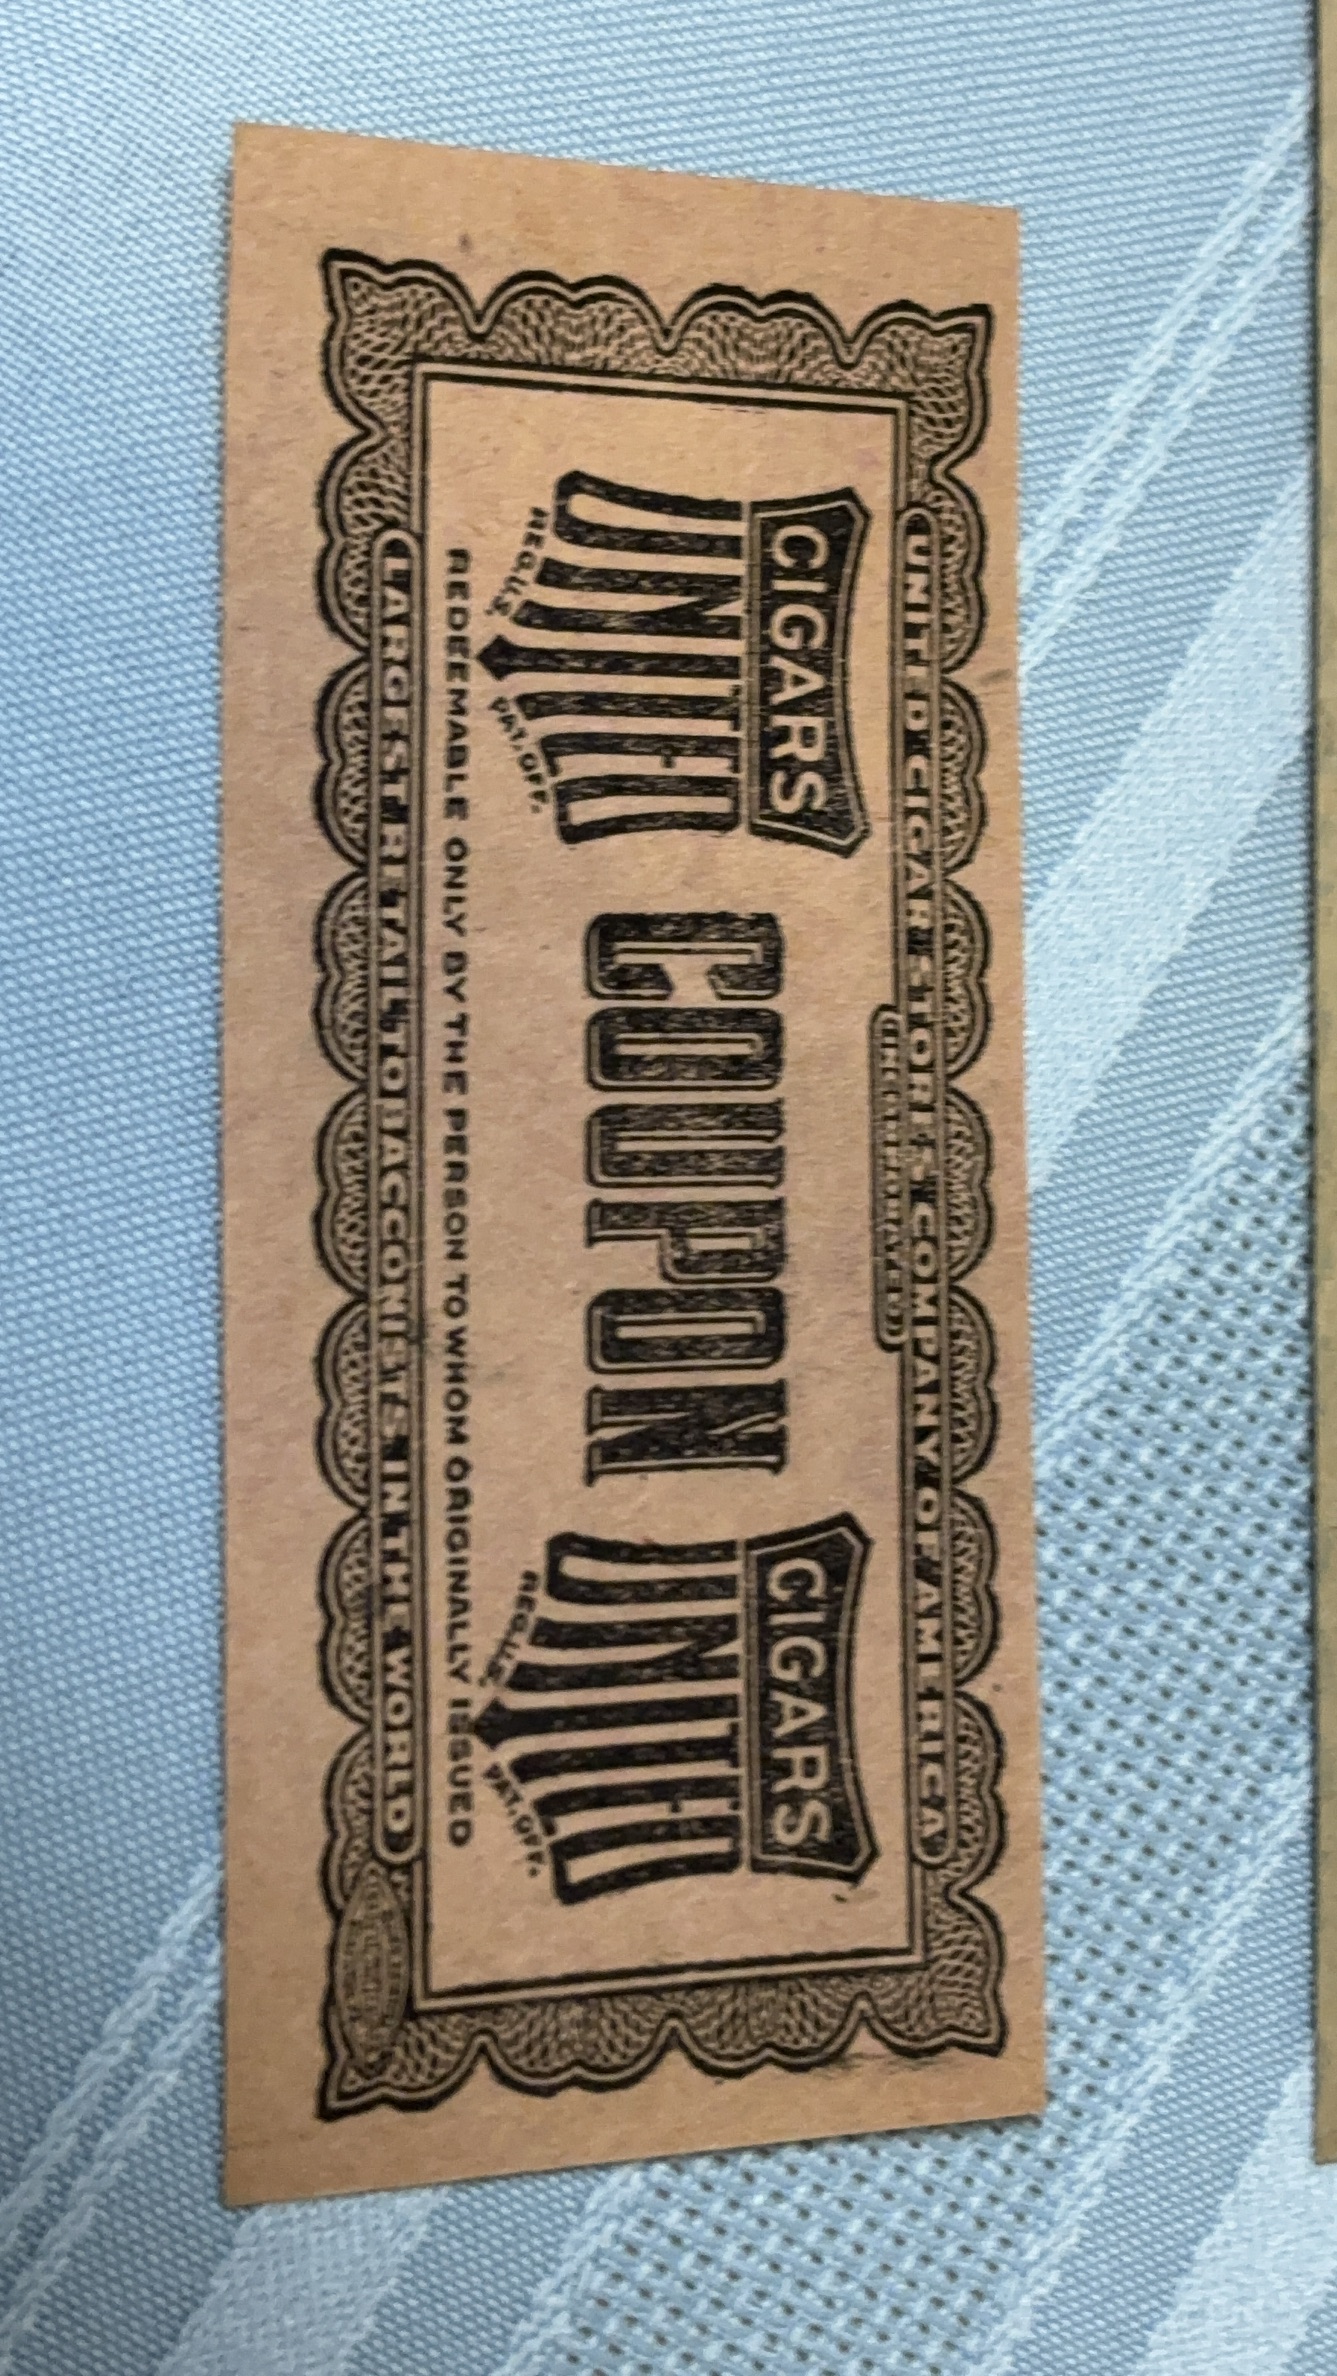 UNITED CIGAR STORES COMPANY OF AMERICA
(INCORPORATED)
CIGARS
UNITED
REG. U.S. PAT. OFF.
COUPON
CIGARS
UNITED
REG. U.S. PAT. OFF.
REDEEMABLE ONLY BY THE PERSON TO WHOM ORIGINALLY ISSUED
LARGEST RETAIL TOBACCONISTS IN THE WORLD